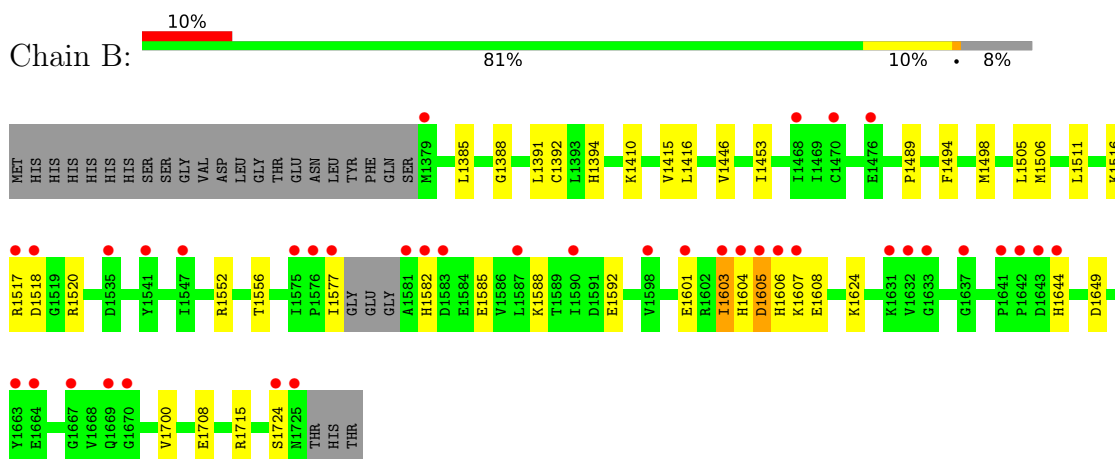 10%
Chain B:
81% 10% • 8%
MET HIS HIS HIS HIS HIS HIS SER SER GLY VAL ASP LEU GLY THR GLU ASN LEU TYR PHE GLN SER M1379 L1385 G1388 L1391 C1392 L1393 H1394 K1410 V1415 L1416 V1446 I1453 I1468 I1469 C1470 E1476 P1489 F1494 M1498 L1505 M1506 L1511 K1516
R1517 D1518 G1519 R1520 D1535 Y1541 I1547 R1552 T1556 I1575 P1576 I1577 GLY GLU GLY A1581 H1582 D1583 E1584 E1585 V1586 L1587 K1588 T1589 I1590 D1591 E1592 V1598 E1601 R1602 I1603 H1604 D1605 H1606 K1607 E1608 K1624 K1631 V1632 G1633 G1637 P1641 P1642 D1643 H1644 D1649
Y1663 E1664 G1667 V1668 Q1669 G1670 V1700 E1708 R1715 S1724 N1725 THR HIS THR